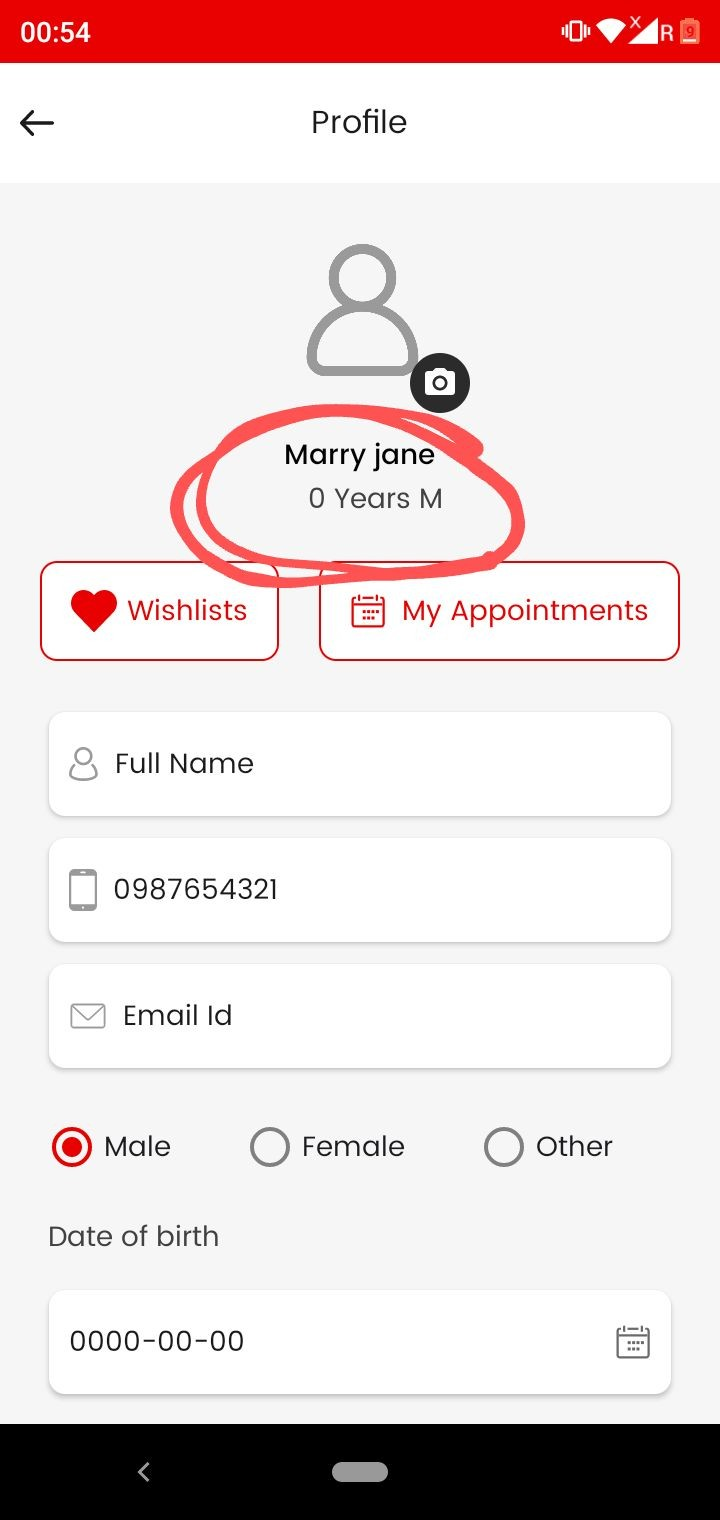 00:54 x R 9
Profile
Marry jane
0 Years M
Wishlists My Appointments
Full Name
0987654321
Email Id
Male Female Other
Date of birth
0000-00-00